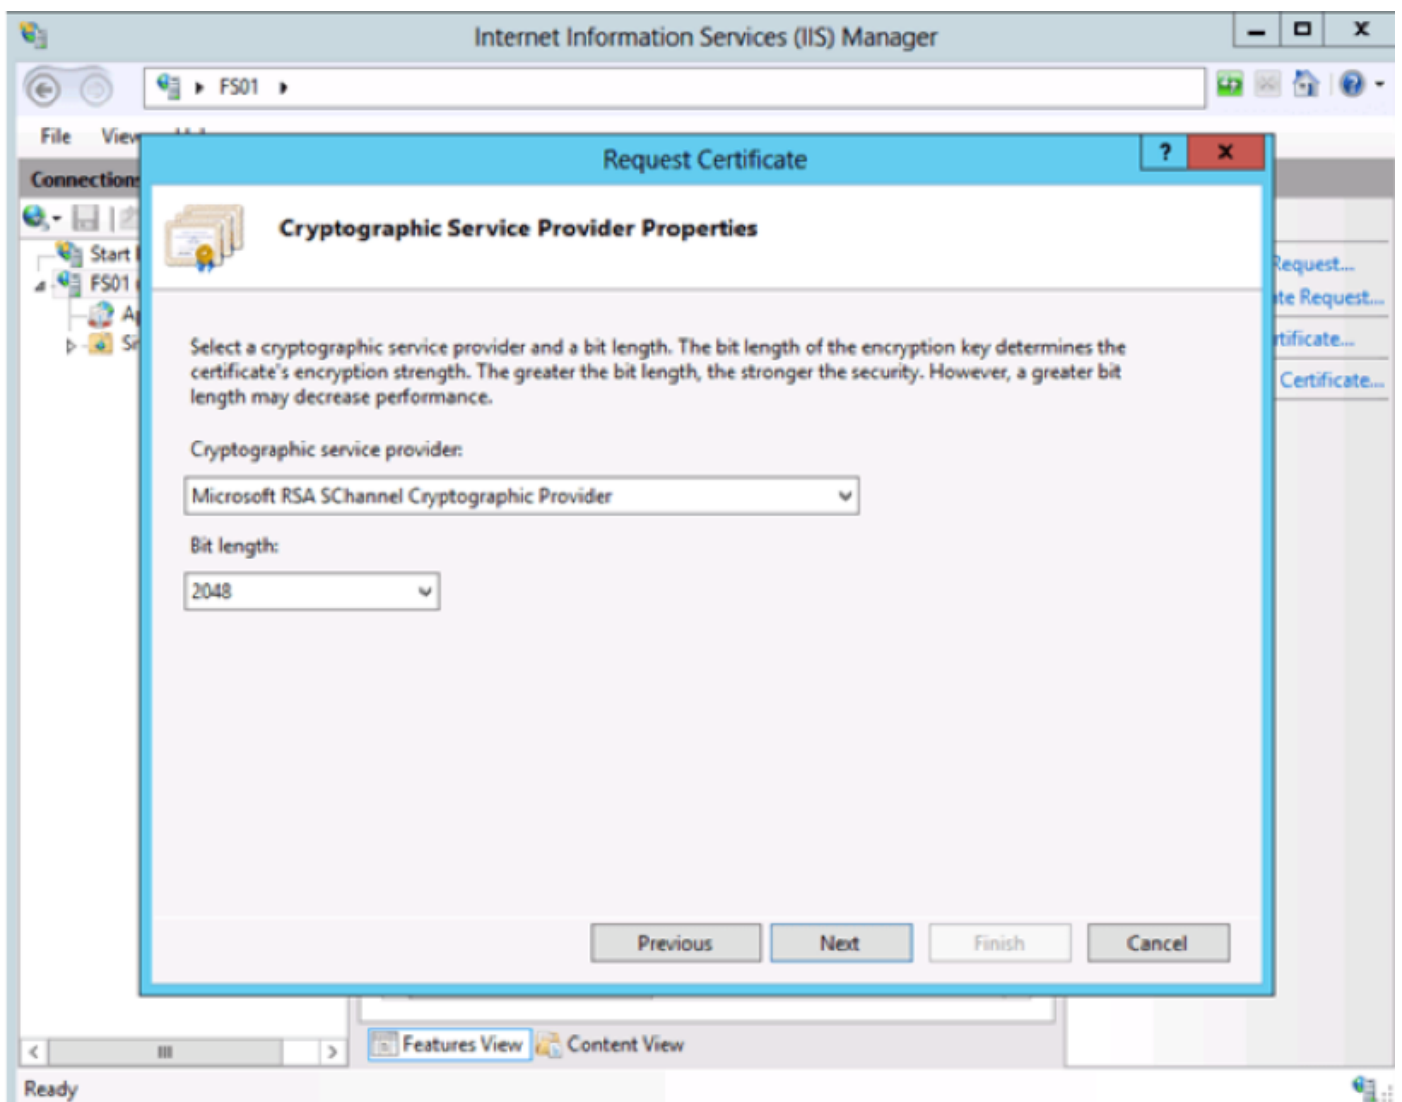 Internet Information Services (IIS) Manager
FS01
File View
Request Certificate
Connections
Cryptographic Service Provider Properties
Start
FS01
Request...
Request...
Certificate...
Select a cryptographic service provider and a bit length. The bit length of the encryption key determines the
certificate's encryption strength. The greater the bit length, the stronger the security. However, a greater bit
length may decrease performance.
Cryptographic service provider:
Microsoft RSA SChannel Cryptographic Provider
Bit length:
2048
Previous Next Finish Cancel
Features View Content View
Ready